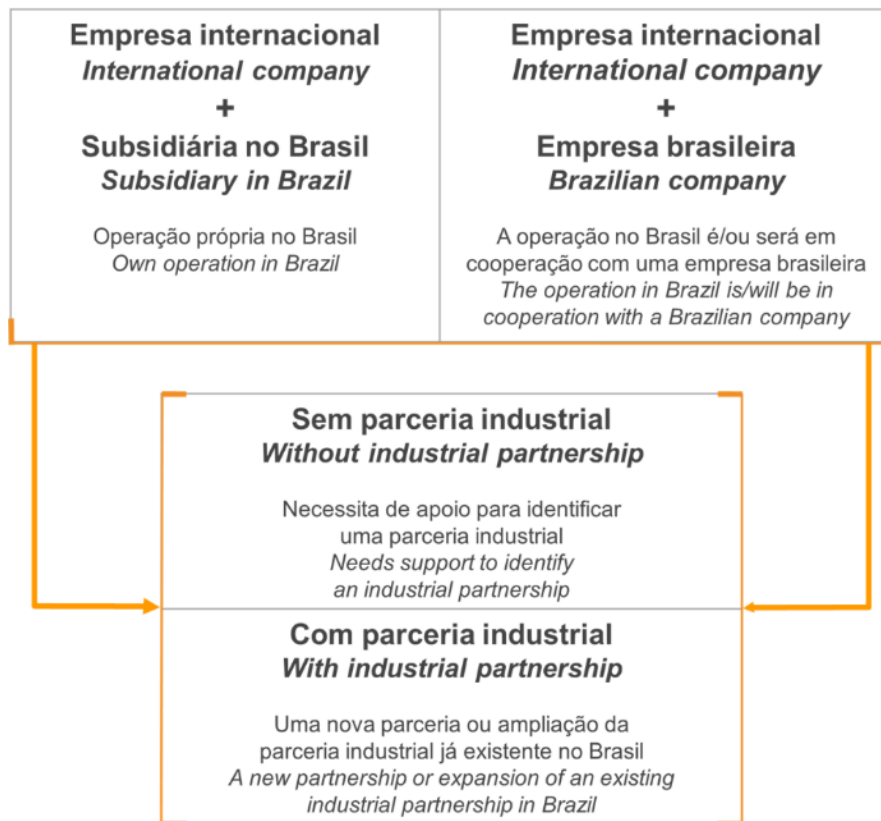 Empresa internacional
International company
+
Subsidiária no Brasil
Subsidiary in Brazil
Operação própria no Brasil
Own operation in Brazil
Empresa internacional
International company
+
Empresa brasileira
Brazilian company
A operação no Brasil é/ou será em
cooperação com uma empresa brasileira
The operation in Brazil is/will be in
cooperation with a Brazilian company
Sem parceria industrial
Without industrial partnership
Necessita de apoio para identificar
uma parceria industrial
Needs support to identify
an industrial partnership
Com parceria industrial
With industrial partnership
Uma nova parceria ou ampliação da
parceria industrial já existente no Brasil
A new partnership or expansion of an existing
industrial partnership in Brazil